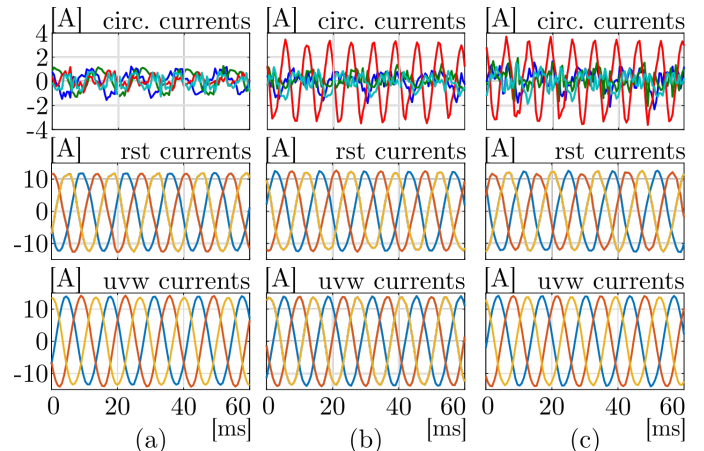 [A] circ. currents [A] circ. currents [A] circ. currents
4
2
0
-2
-4
[A] rst currents [A] rst currents [A] rst currents
10
0
-10
[A] uvw currents [A] uvw currents [A] uvw currents
10
0
-10
0 20 40 60 0 20 40 60 0 20 40 60
[ms] [ms] [ms]
(a) (b) (c)